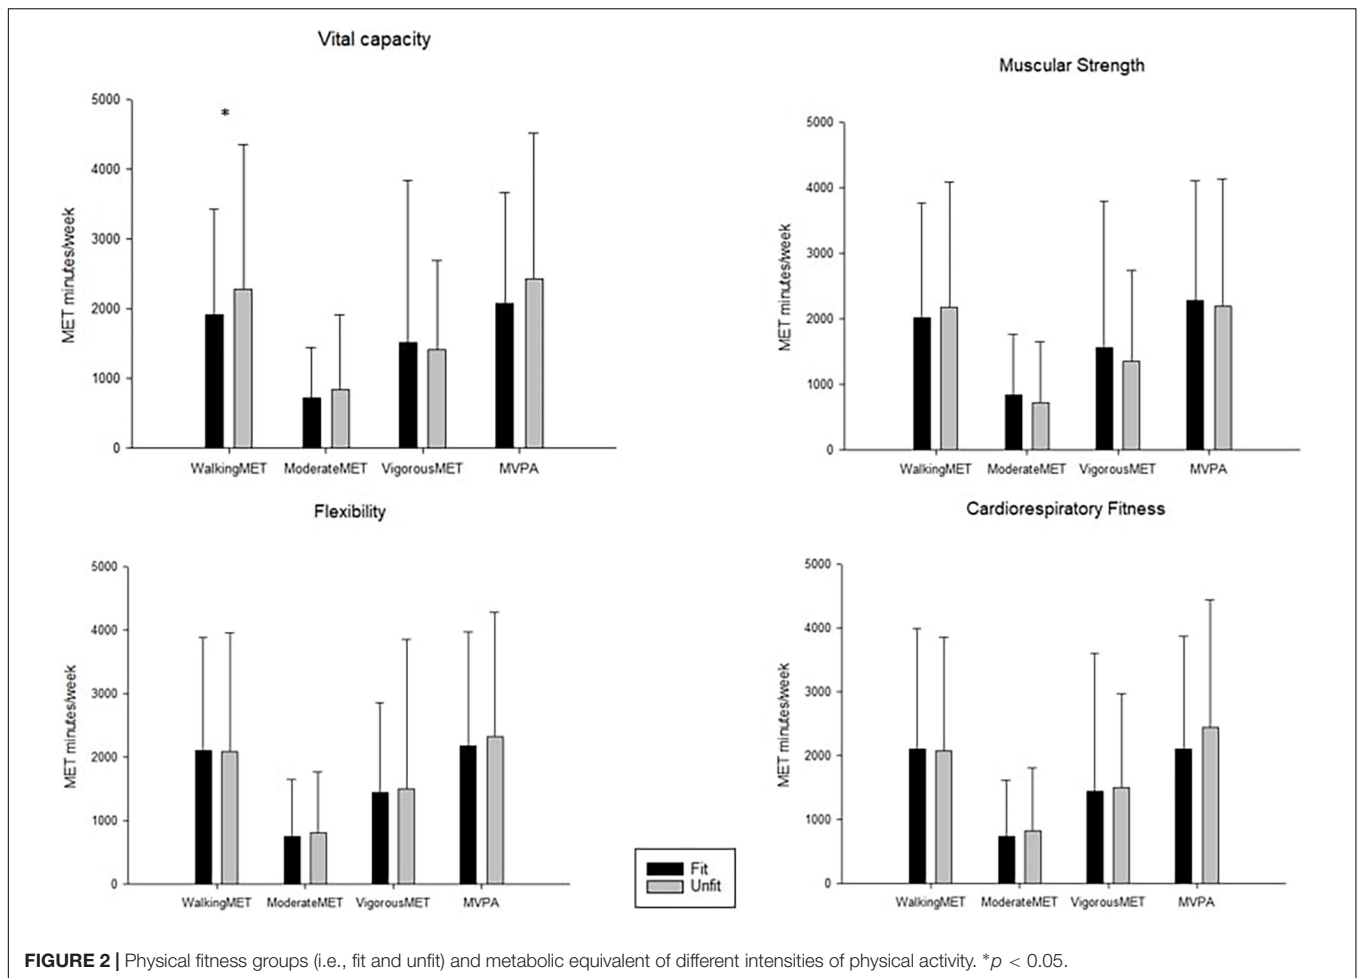 Vital capacity
MET minutes/week
5000
4000
3000
2000
1000
0
*
WalkingMET ModerateMET VigorousMET MVPA
Muscular Strength
MET minutes/week
5000
4000
3000
2000
1000
0
WalkingMET ModerateMET VigorousMET MVPA
Flexibility
MET minutes/week
5000
4000
3000
2000
1000
0
WalkingMET ModerateMET VigorousMET MVPA
Cardiorespiratory Fitness
MET minutes/week
5000
4000
3000
2000
1000
0
WalkingMET ModerateMET VigorousMET MVPA
Fit
Unfit
FIGURE 2 | Physical fitness groups (i.e., fit and unfit) and metabolic equivalent of different intensities of physical activity. *p < 0.05.